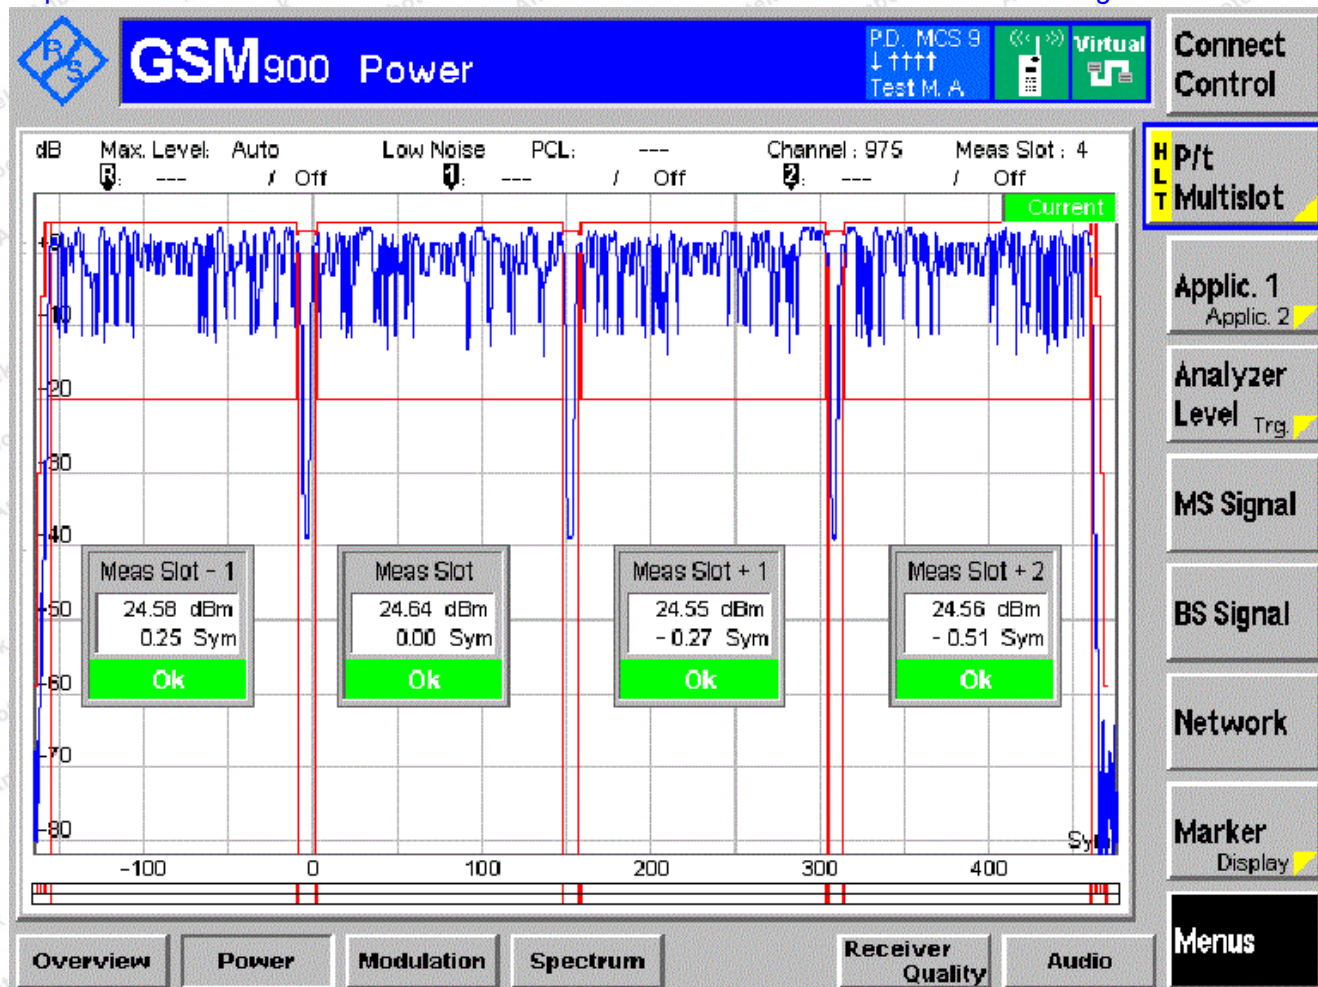 R/S
GSM900 Power
P.D. MCS 9
↓ ↑↑↑↑
Test M. A
Virtual
Connect
Control
dB Max. Level: Auto Low Noise PCL: --- Channel : 975 Meas Slot : 4
R: --- / Off 1: --- / Off 2: --- / Off
Current
HLT
P/t
Multislot
Applic. 1
Applic. 2
Analyzer
Level Trg.
MS Signal
BS Signal
Network
Marker
Display
Menus
-10
-20
-30
-40
-50
-60
-70
-80
Meas Slot - 1
24.58 dBm
0.25 Sym
Ok
Meas Slot
24.64 dBm
0.00 Sym
Ok
Meas Slot + 1
24.55 dBm
- 0.27 Sym
Ok
Meas Slot + 2
24.56 dBm
- 0.51 Sym
Ok
-100 0 100 200 300 400
Overview Power Modulation Spectrum Receiver Quality Audio